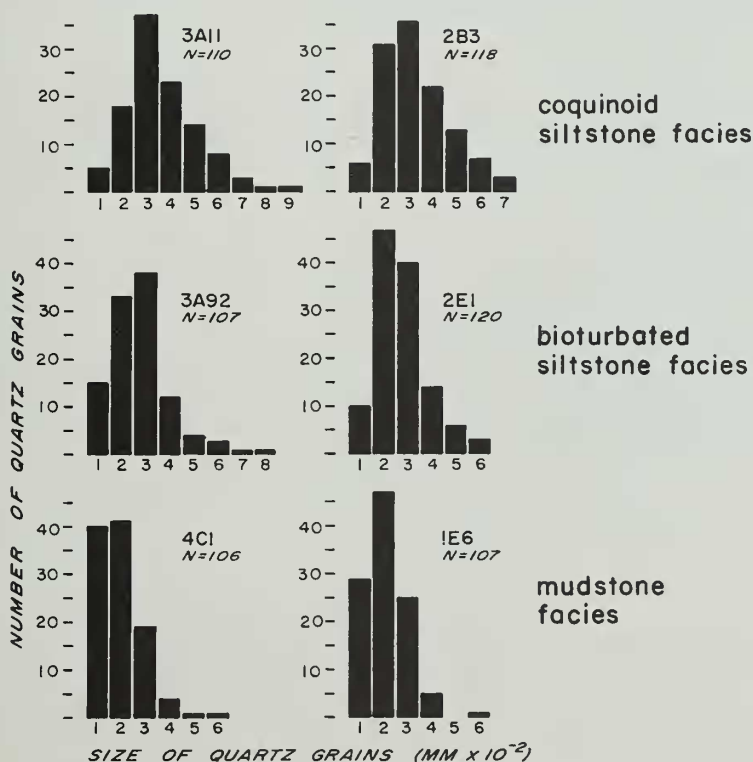 3A11
N=110
30
20
10
1 2 3 4 5 6 7 8 9
2B3
N=118
30
20
10
1 2 3 4 5 6 7
coquinoid
siltstone facies
3A92
N=107
40
30
20
10
1 2 3 4 5 6 7 8
2E1
N=120
40
30
20
10
1 2 3 4 5 6
bioturbated
siltstone facies
4C1
N=106
40
30
20
10
1 2 3 4 5 6
1E6
N=107
40
30
20
10
1 2 3 4 5 6
mudstone
facies
NUMBER OF QUARTZ GRAINS
SIZE OF QUARTZ GRAINS (MM x 10⁻²)